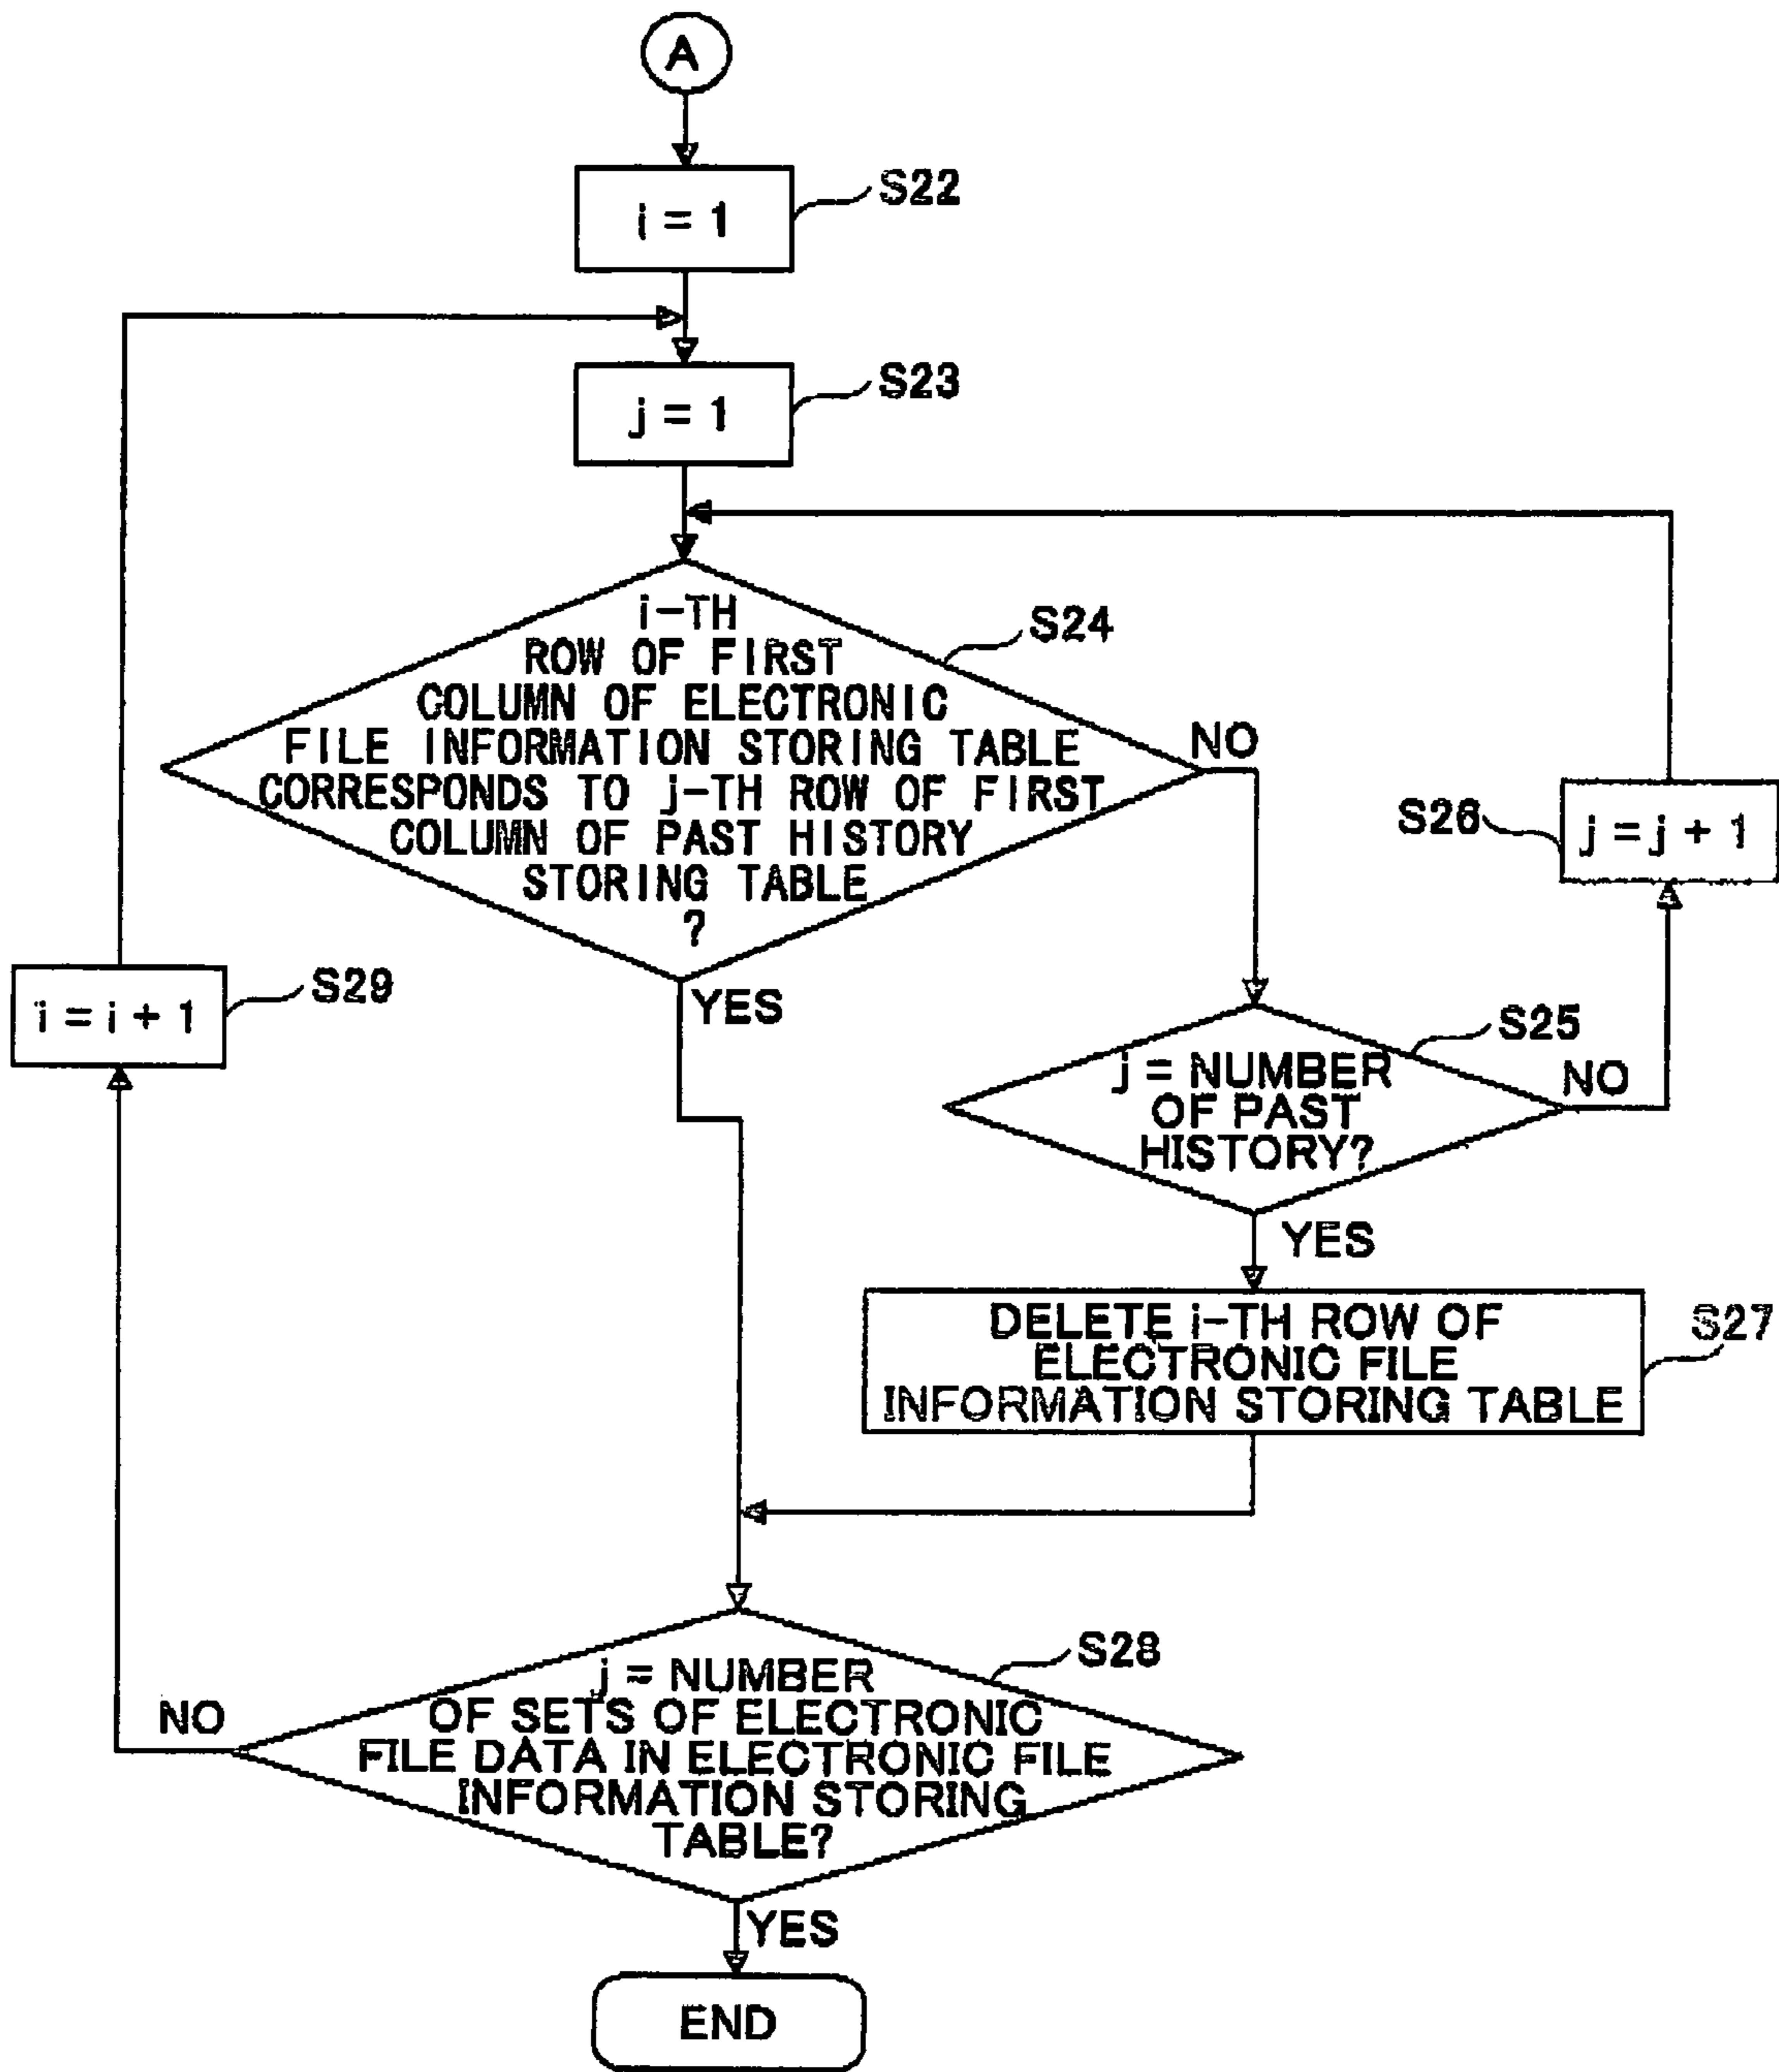 A
i = 1
S22
j = 1
S23
i-TH
ROW OF FIRST
COLUMN OF ELECTRONIC
FILE INFORMATION STORING TABLE
CORRESPONDS TO j-TH ROW OF FIRST
COLUMN OF PAST HISTORY
STORING TABLE
?
S24
NO
YES
S26
j = j + 1
i = i + 1
S29
j = NUMBER
OF PAST
HISTORY?
S25
NO
YES
DELETE i-TH ROW OF
ELECTRONIC FILE
INFORMATION STORING TABLE
S27
j = NUMBER
OF SETS OF ELECTRONIC
FILE DATA IN ELECTRONIC FILE
INFORMATION STORING
TABLE?
S28
NO
YES
END